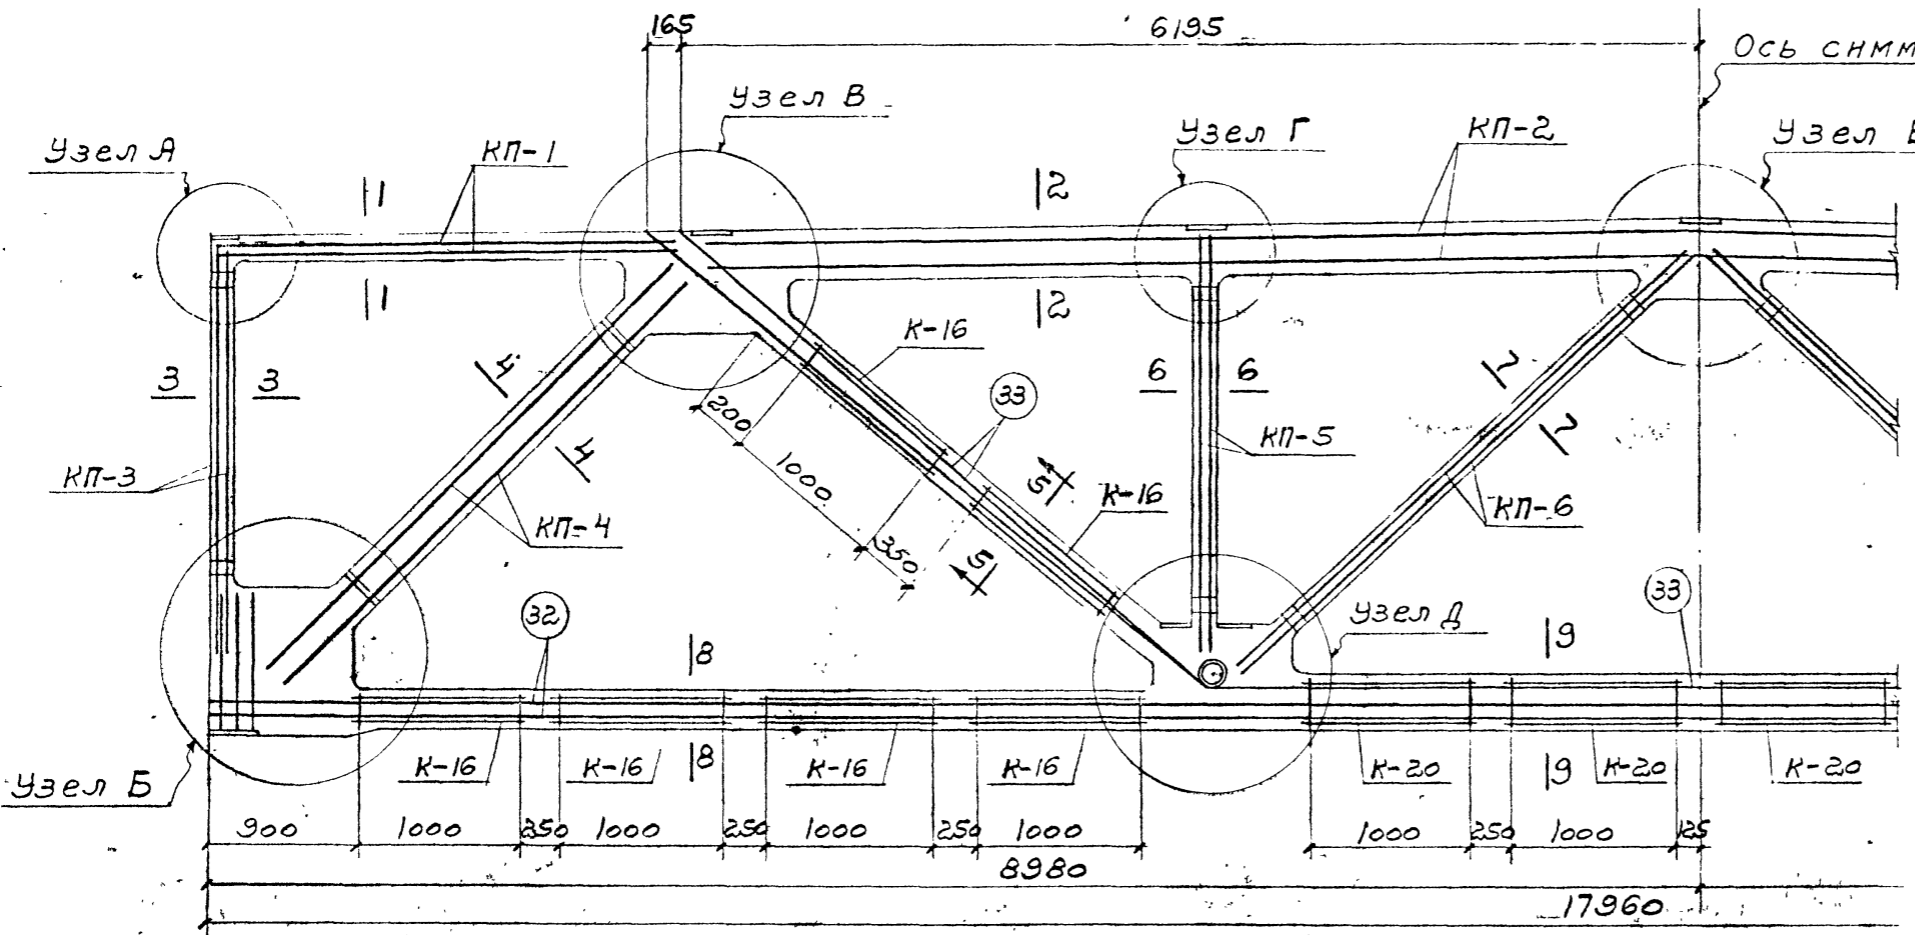 165
6195
Ось симм
Узел В
Узел А
КП-1
Узел Г
КП-2
Узел
1
2
1
2
К-16
3
3
4
6
6
7
33
200
4
КП-5
7
КП-3
1000
5
К-16
КП-6
КП-4
350
5
33
32
Узел Д
8
9
Узел Б
К-16
К-16
8
К-16
К-16
К-20
9
К-20
К-20
900
1000
250
1000
250
1000
250
1000
1000
250
1000
125
8980
17960